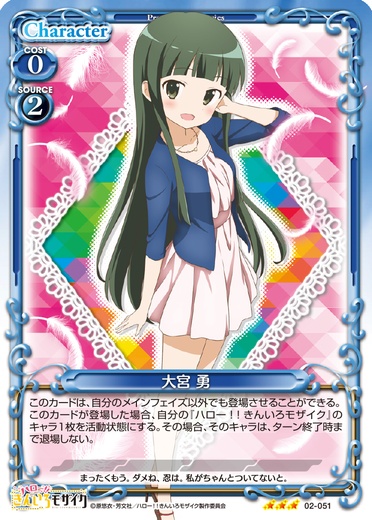 Character
COST
0
SOURCE
2
大宮 勇
このカードは、自分のメインフェイズ以外でも登場させることができる。
このカードが登場した場合、自分の『ハロー!!きんいろモザイク』の
キャラ1枚を活動状態にする。その場合、そのキャラは、ターン終了時ま
で退場しない。
まったくもう。ダメね、忍は。私がちゃんとついてないと。
ハロー!!
きんいろモザイク
©原悠衣・芳文社/ハロー!!きんいろモザイク製作委員会
02-051